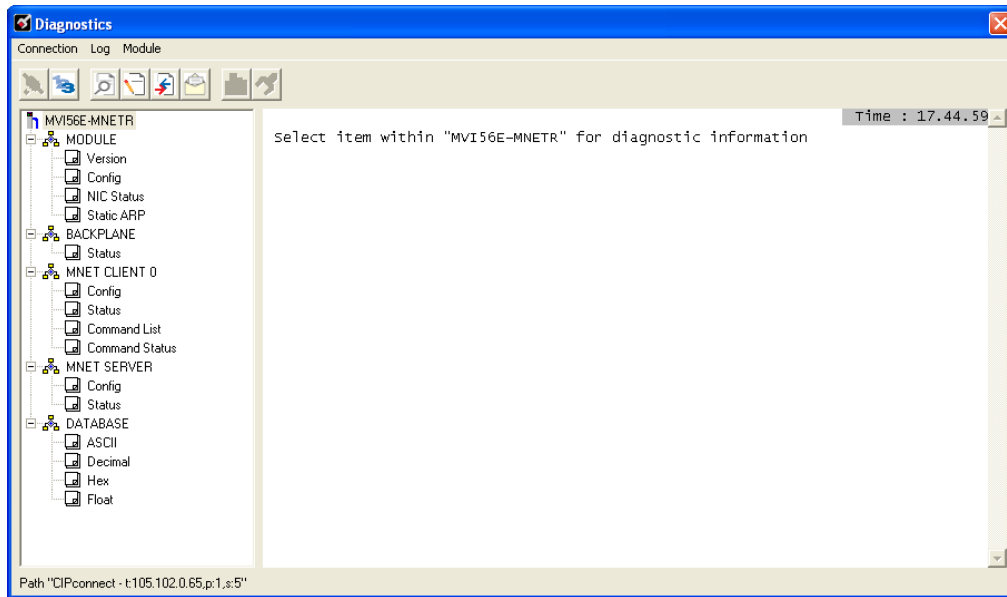 Diagnostics
Connection Log Module
MVI56E-MNETR
MODULE
Version
Config
NIC Status
Static ARP
BACKPLANE
Status
MNET CLIENT 0
Config
Status
Command List
Command Status
MNET SERVER
Config
Status
DATABASE
ASCII
Decimal
Hex
Float
Time : 17.44.59
Select item within "MVI56E-MNETR" for diagnostic information
Path "CIPconnect - t:105.102.0.65,p:1,s:5"